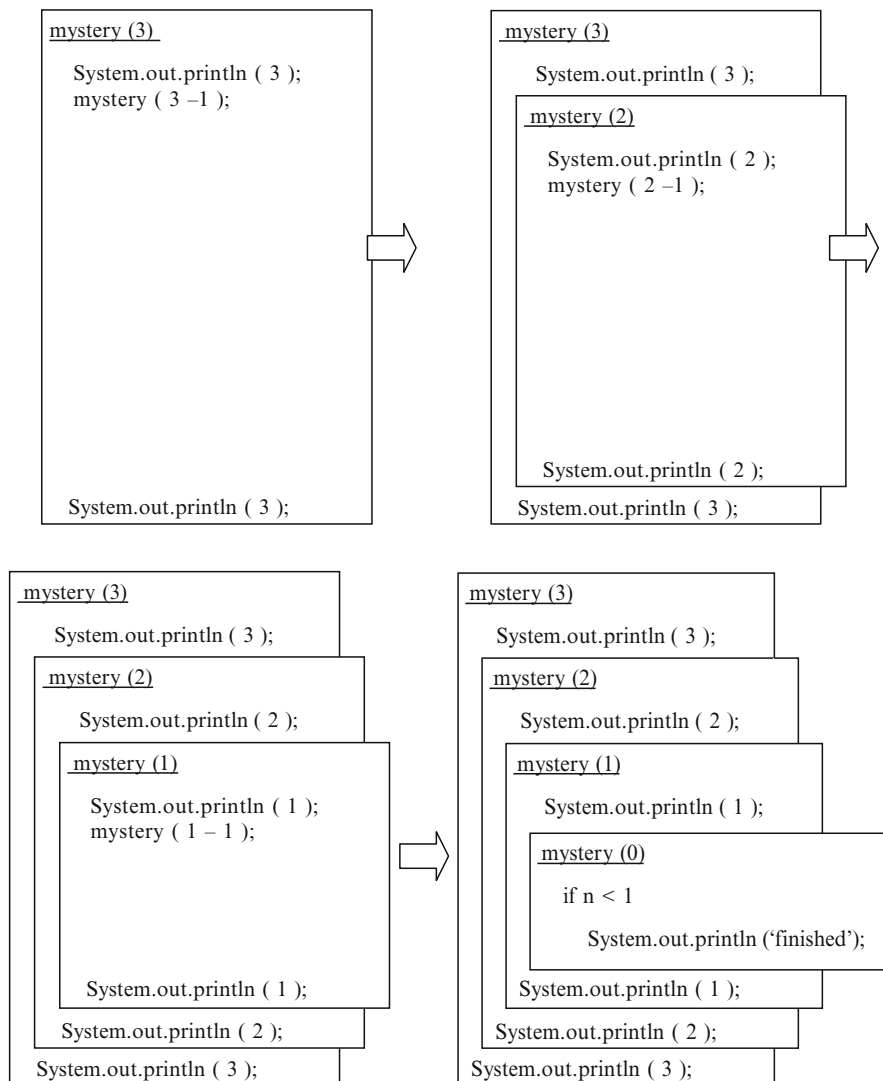 mystery (3)
System.out.println ( 3 );
mystery ( 3 –1 );
System.out.println ( 3 );
mystery (3)
System.out.println ( 3 );
mystery (2)
System.out.println ( 2 );
mystery ( 2 –1 );
System.out.println ( 2 );
System.out.println ( 3 );
mystery (3)
System.out.println ( 3 );
mystery (2)
System.out.println ( 2 );
mystery (1)
System.out.println ( 1 );
mystery ( 1 – 1 );
System.out.println ( 1 );
System.out.println ( 2 );
System.out.println ( 3 );
mystery (3)
System.out.println ( 3 );
mystery (2)
System.out.println ( 2 );
mystery (1)
System.out.println ( 1 );
mystery (0)
if n < 1
System.out.println (‘finished’);
System.out.println ( 1 );
System.out.println ( 2 );
System.out.println ( 3 );